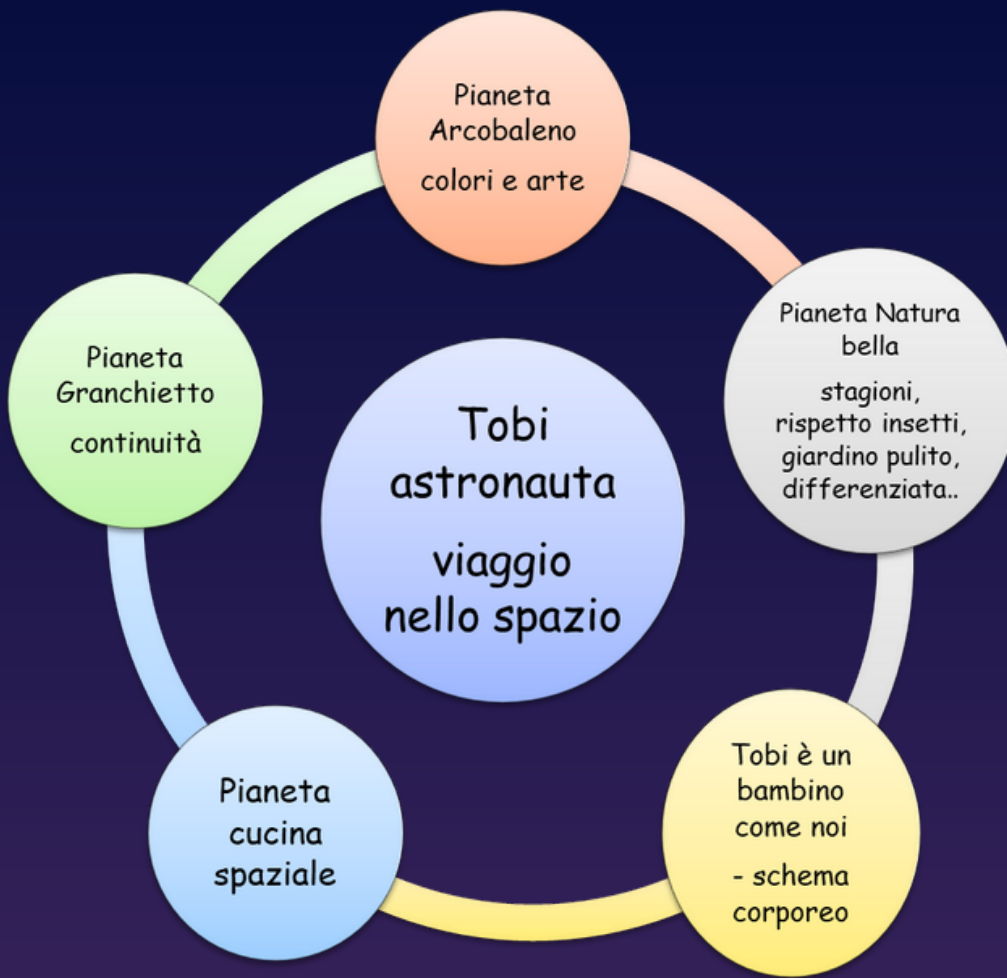 Pianeta
Arcobaleno
colori e arte
Pianeta Natura
bella
stagioni,
rispetto insetti,
giardino pulito,
differenziata..
Tobi è un
bambino
come noi
- schema
corporeo
Pianeta
cucina
spaziale
Pianeta
Granchietto
continuità
Tobi
astronauta
viaggio
nello spazio